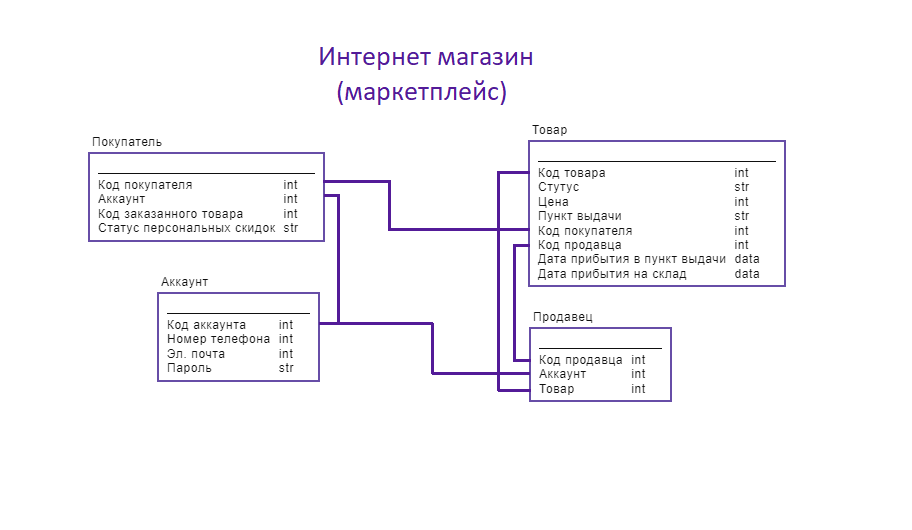 Интернет магазин
(маркетплейс)
Покупатель
Код покупателя int
Аккаунт int
Код заказанного товара int
Статус персональных скидок str
Товар
Код товара int
Стутус str
Цена int
Пункт выдачи str
Код покупателя int
Код продавца int
Дата прибытия в пункт выдачи data
Дата прибытия на склад data
Аккаунт
Код аккаунта int
Номер телефона int
Эл. почта int
Пароль str
Продавец
Код продавца int
Аккаунт int
Товар int